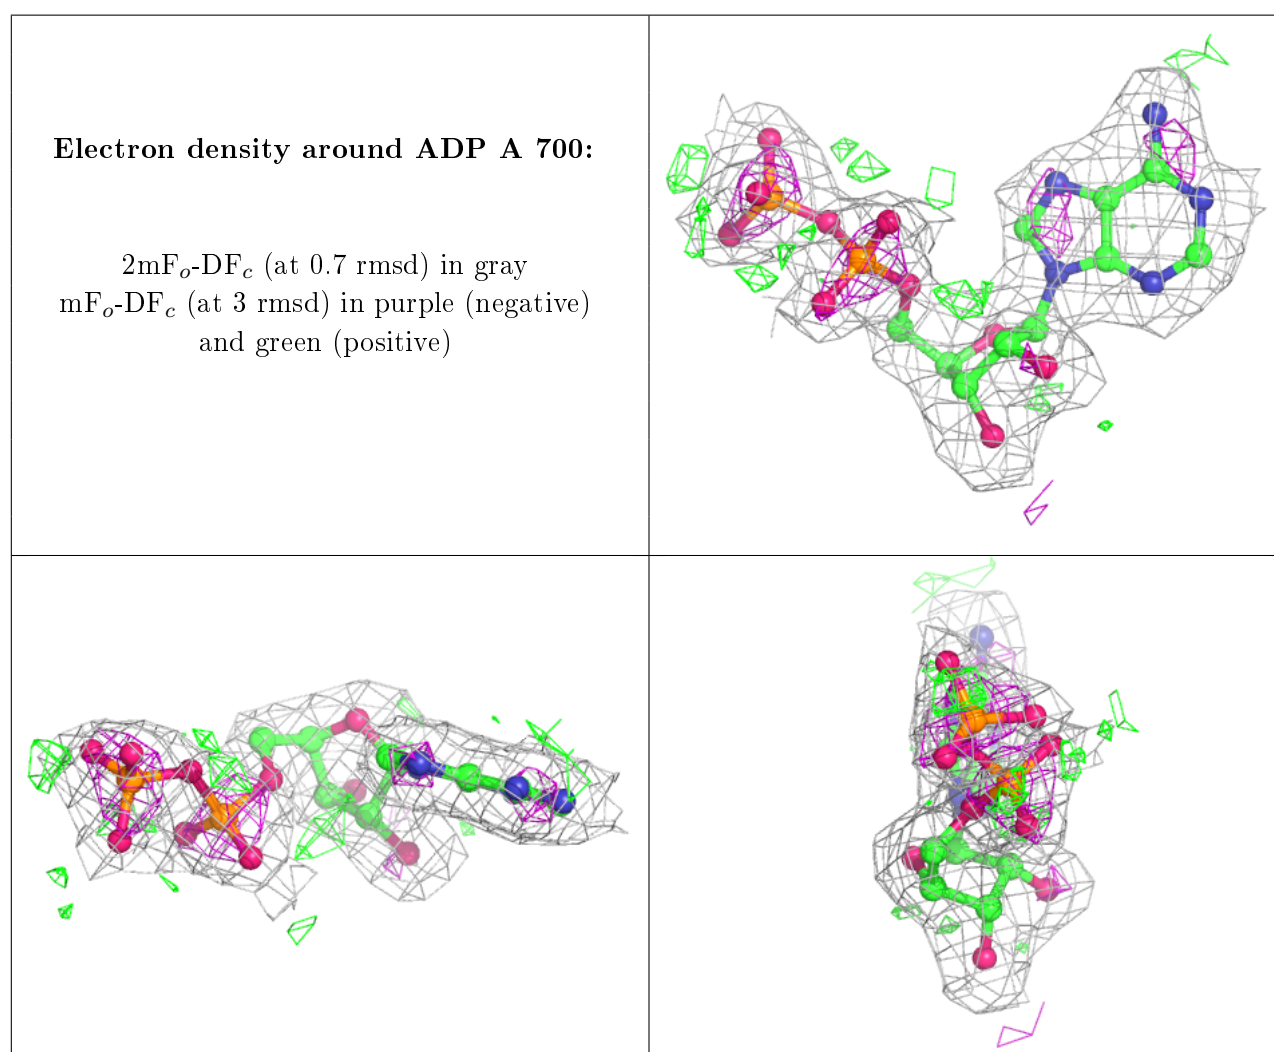 Electron density around ADP A 700:
2mFₒ-DF𝒸 (at 0.7 rmsd) in gray
mFₒ-DF𝒸 (at 3 rmsd) in purple (negative)
and green (positive)